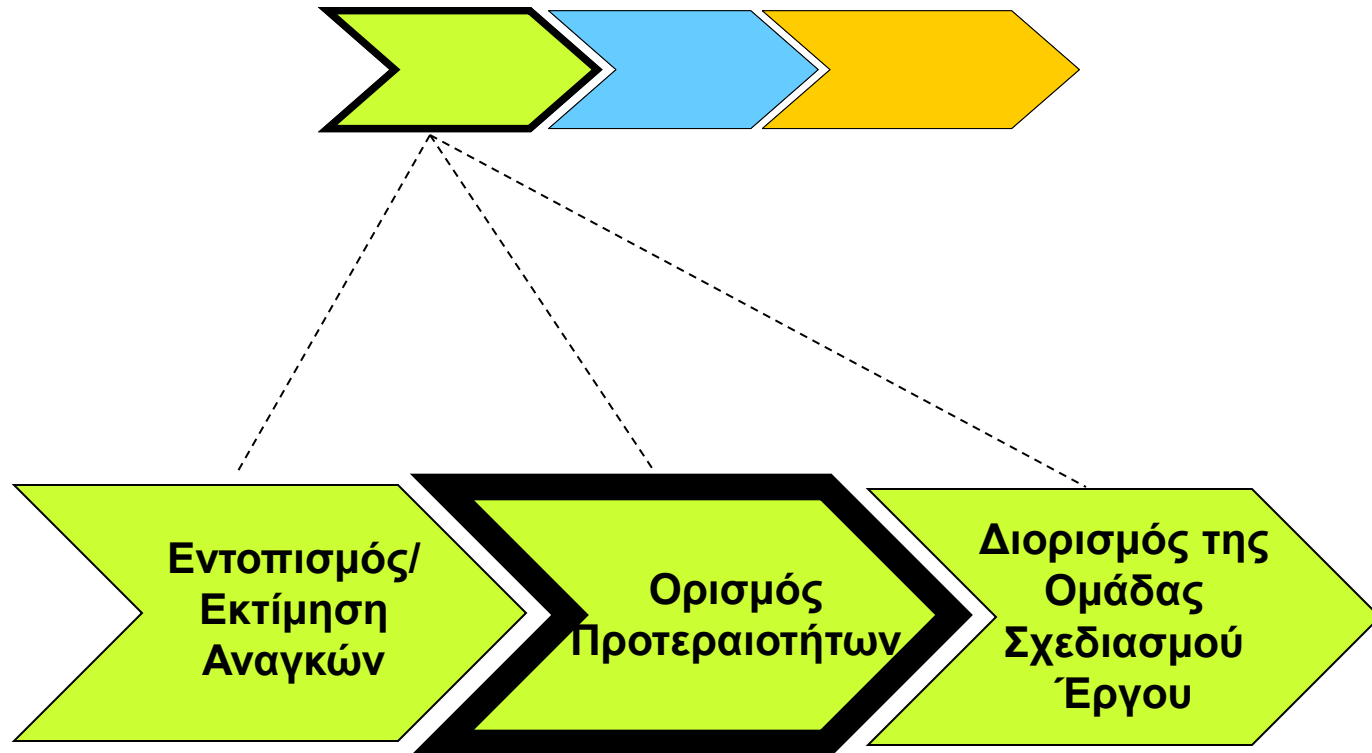 Εντοπισμός/
Εκτίμηση
Αναγκών
Ορισμός
Προτεραιοτήτων
Διορισμός της
Ομάδας
Σχεδιασμού
Έργου